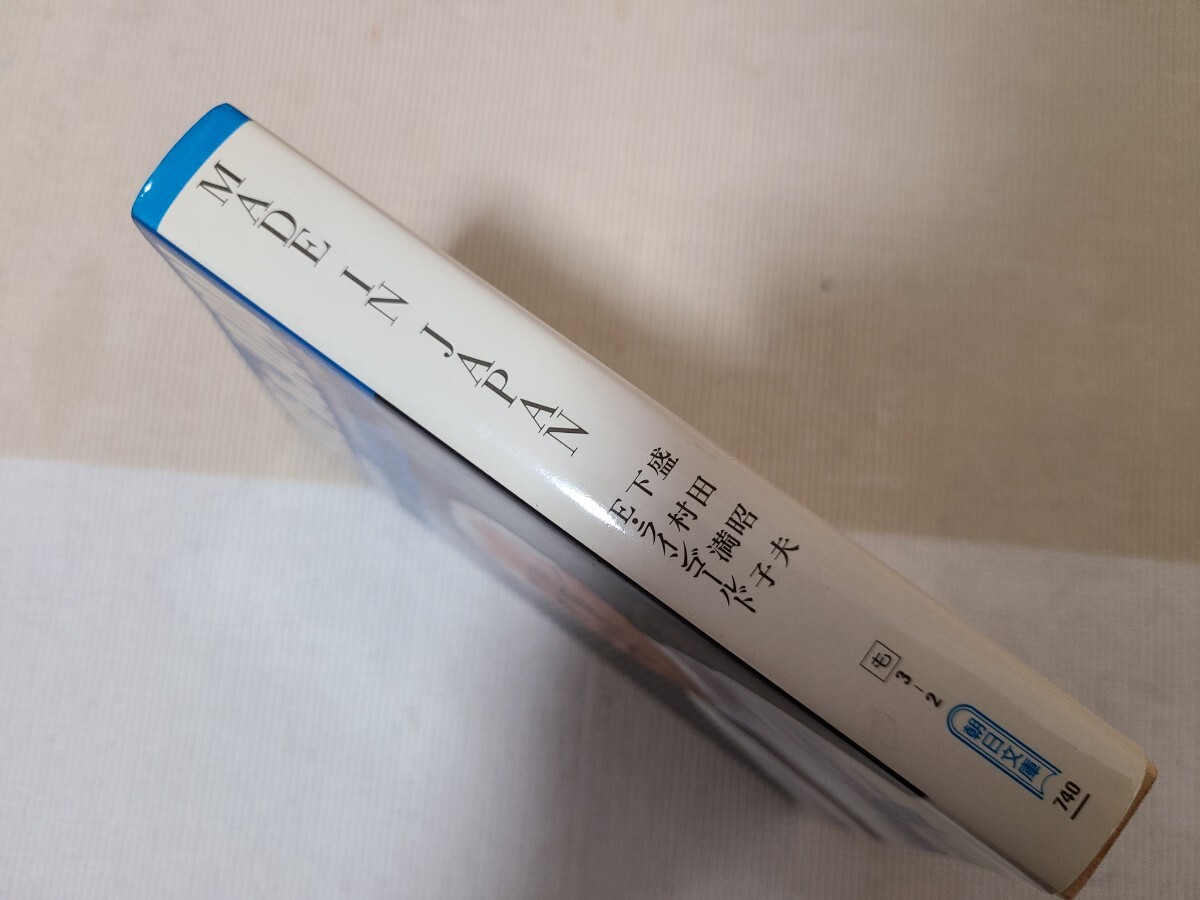 MADE IN JAPAN
盛田昭夫
下村満子
E・ラインゴールド
も 3-2
朝日文庫
740